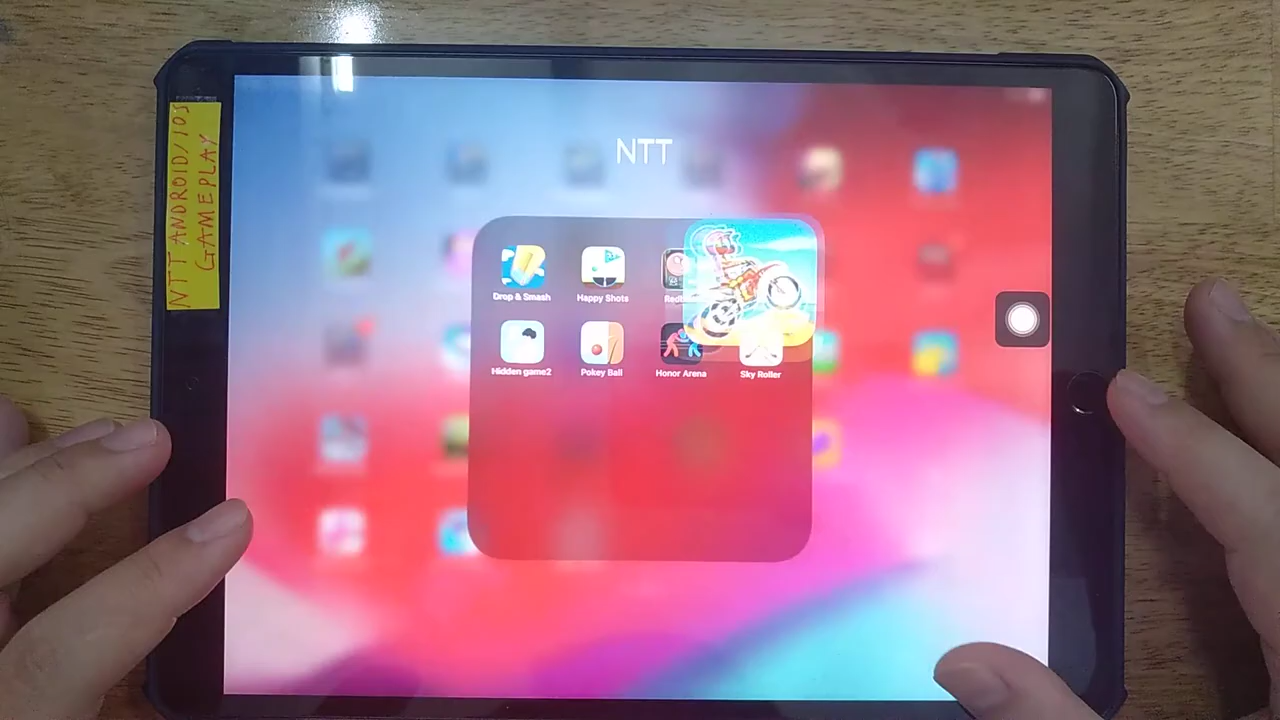 NTT ANDROID/IOS
GAMEPLAY
NTT
Drop & Smash
Happy Shots
Hidden game2
Pokey Ball
Honor Arena
Sky Roller